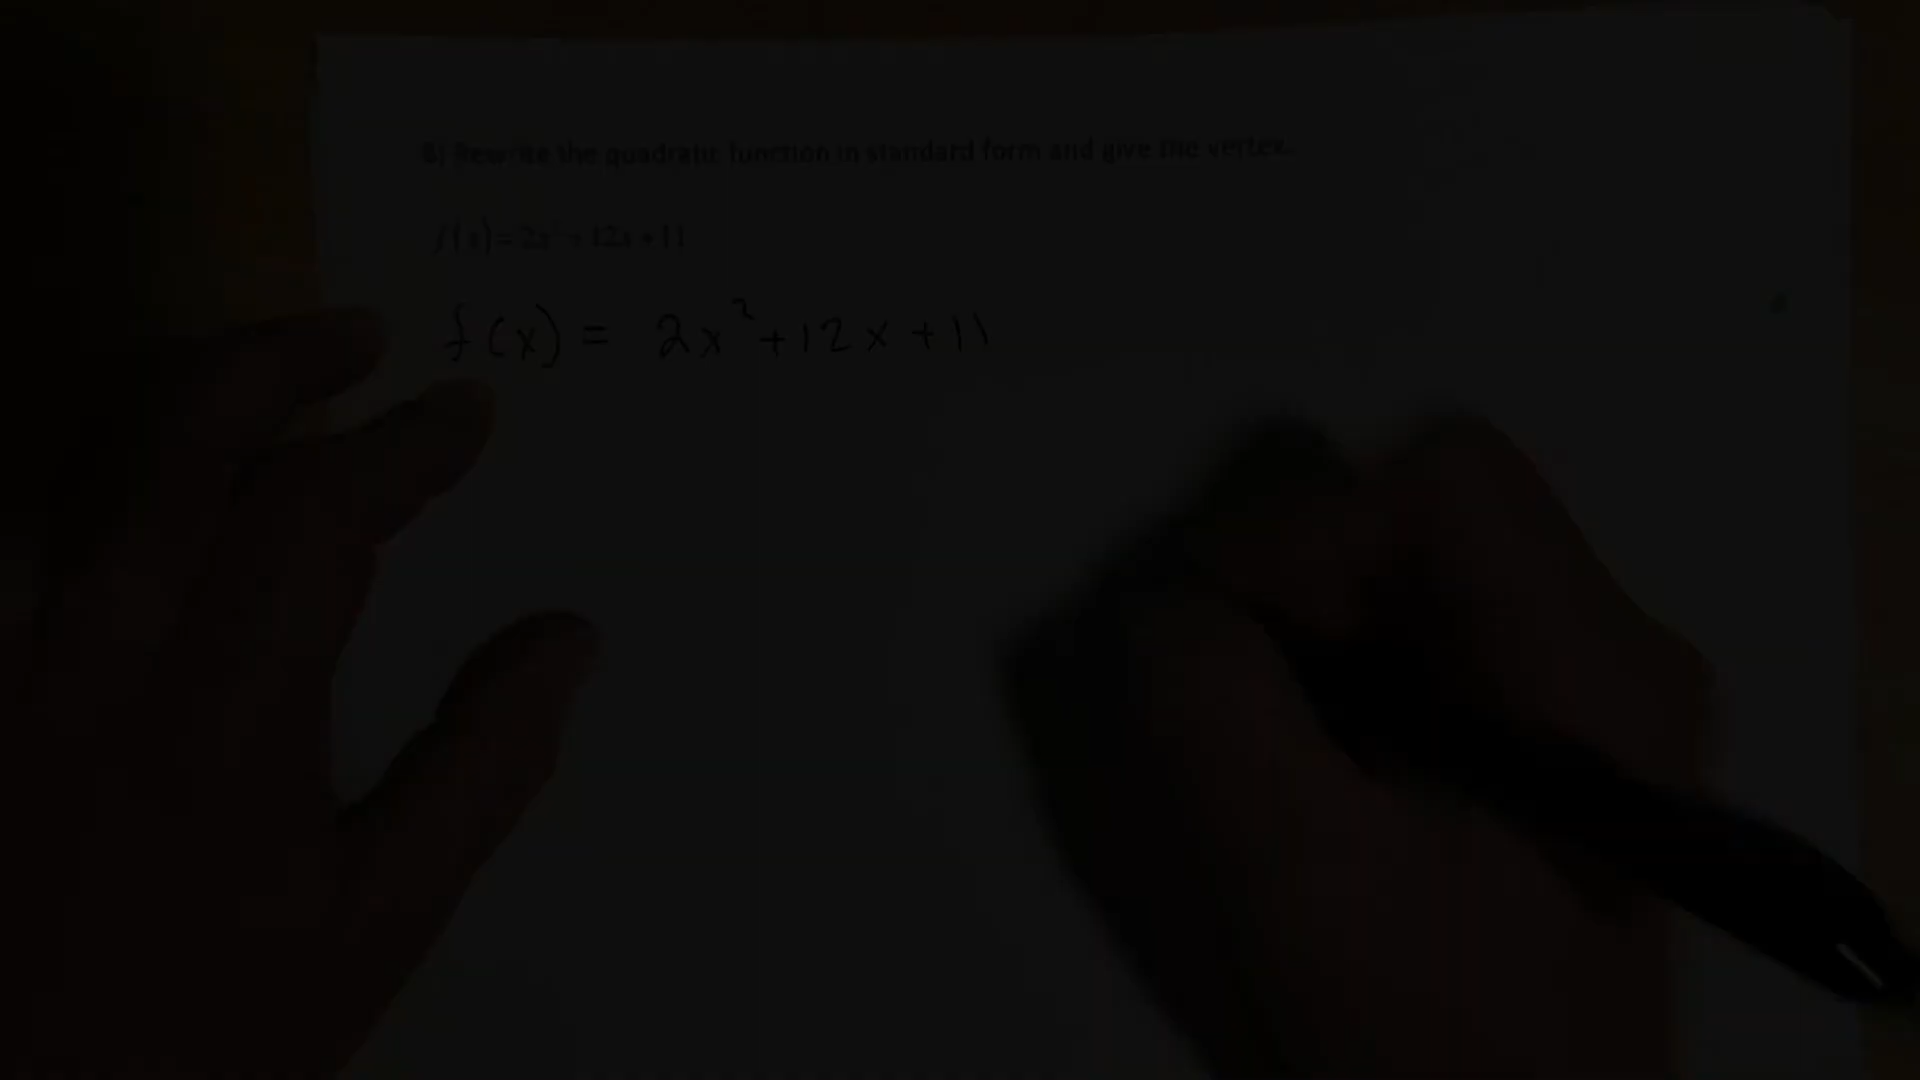 8) Rewrite the quadratic function in standard form and give the vertex.
f(x) = 2x² + 12x + 11
f(x) = 2x² + 12x + 11